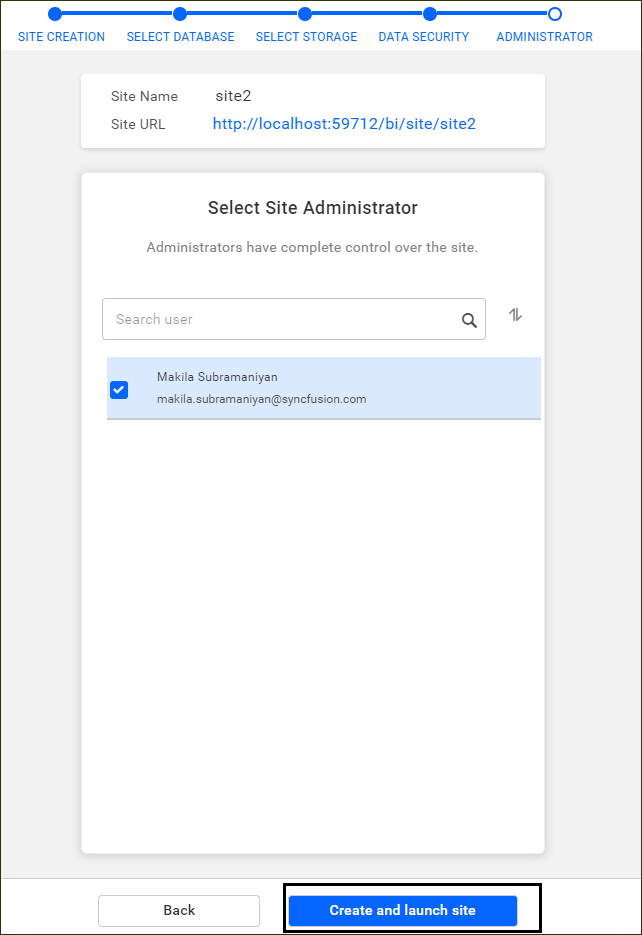 SITE CREATION SELECT DATABASE SELECT STORAGE DATA SECURITY ADMINISTRATOR
Site Name site2
Site URL http://localhost:59712/bi/site/site2
Select Site Administrator
Administrators have complete control over the site.
Search user
Makila Subramaniyan
makila.subramaniyan@syncfusion.com
Back Create and launch site